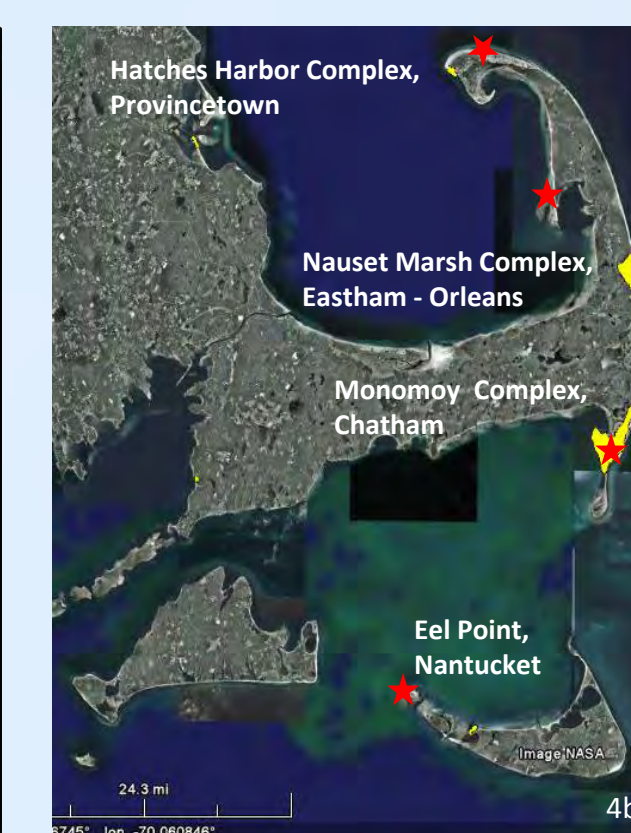 Hatches Harbor Complex,
Provincetown
Nauset Marsh Complex,
Eastham - Orleans
Monomoy Complex,
Chatham
Eel Point,
Nantucket
Image NASA
24.3 mi
4b
6745° lon -70.060846°